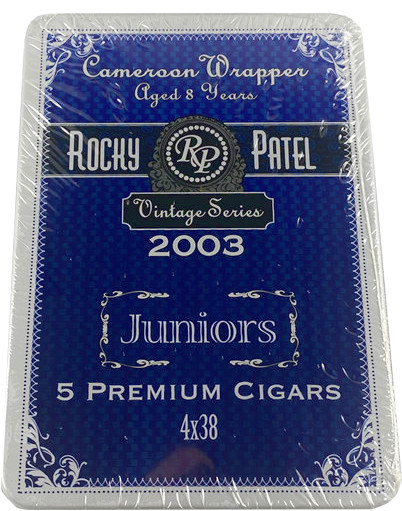 Cameroon Wrapper
Aged 8 Years
ROCKY RP PATEL
Vintage Series
2003
Juniors
5 PREMIUM CIGARS
4x38